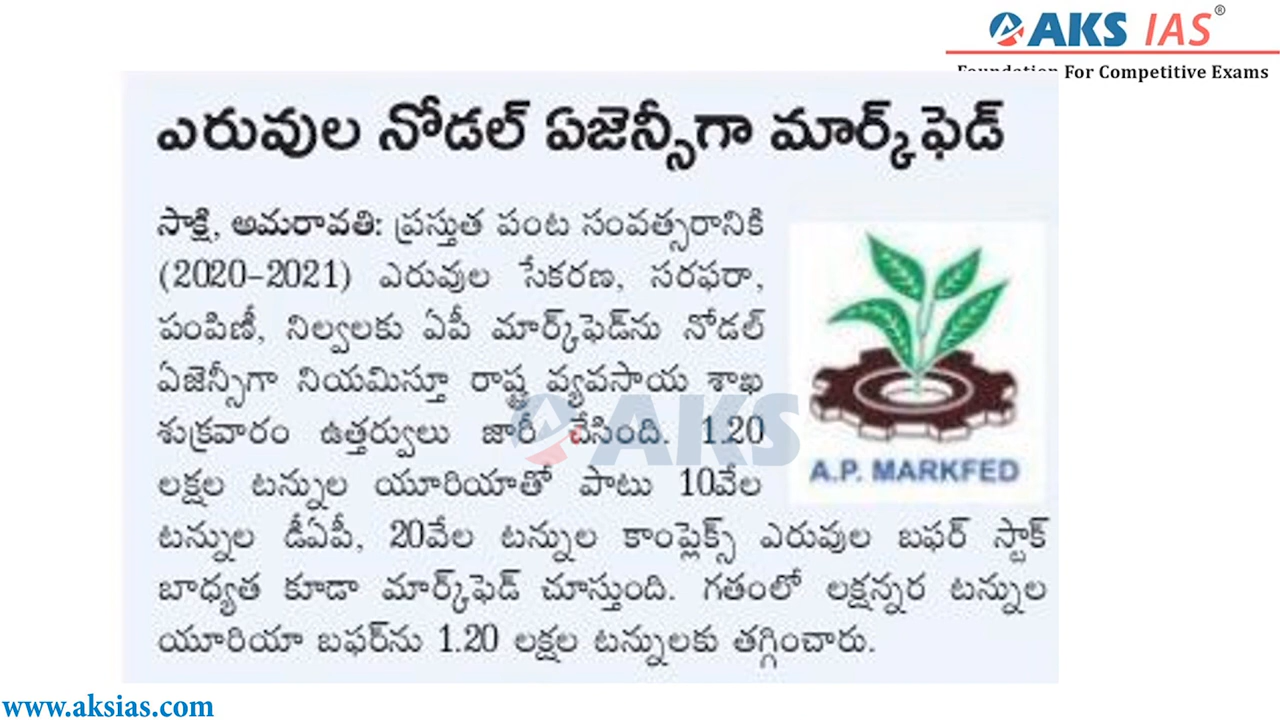 AKS IAS®
Foundation For Competitive Exams
ఎరువుల నోడల్ ఏజెన్సీగా మార్క్‌ఫెడ్
సాక్షి, అమరావతి: ప్రస్తుత పంట సంవత్సరానికి
(2020-2021) ఎరువుల సేకరణ, సరఫరా,
పంపిణీ, నిల్వలకు ఏపీ మార్క్‌ఫెడ్‌ను నోడల్
ఏజెన్సీగా నియమిస్తూ రాష్ట్ర వ్యవసాయ శాఖ
శుక్రవారం ఉత్తర్వులు జారీ చేసింది. 1.20
లక్షల టన్నుల యూరియాతో పాటు 10వేల
టన్నుల డీఏపీ, 20వేల టన్నుల కాంప్లెక్స్ ఎరువుల బఫర్ స్టాక్
బాధ్యత కూడా మార్క్‌ఫెడ్ చూస్తుంది. గతంలో లక్షన్నర టన్నుల
యూరియా బఫర్‌ను 1.20 లక్షల టన్నులకు తగ్గించారు.
A.P. MARKFED
AKS
www.aksias.com